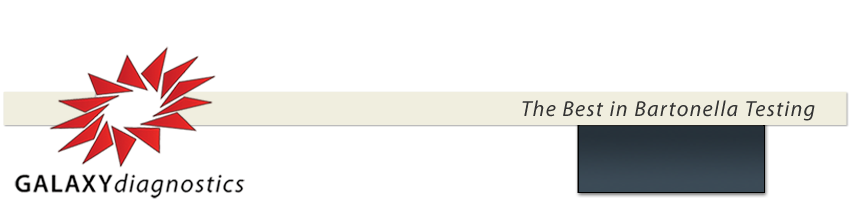 The Best in Bartonella Testing
GALAXYdiagnostics